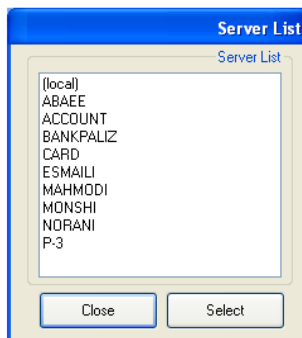 Server List
Server List
(local)
ABAEE
ACCOUNT
BANKPALIZ
CARD
ESMAILI
MAHMODI
MONSHI
NORANI
P-3
Close
Select